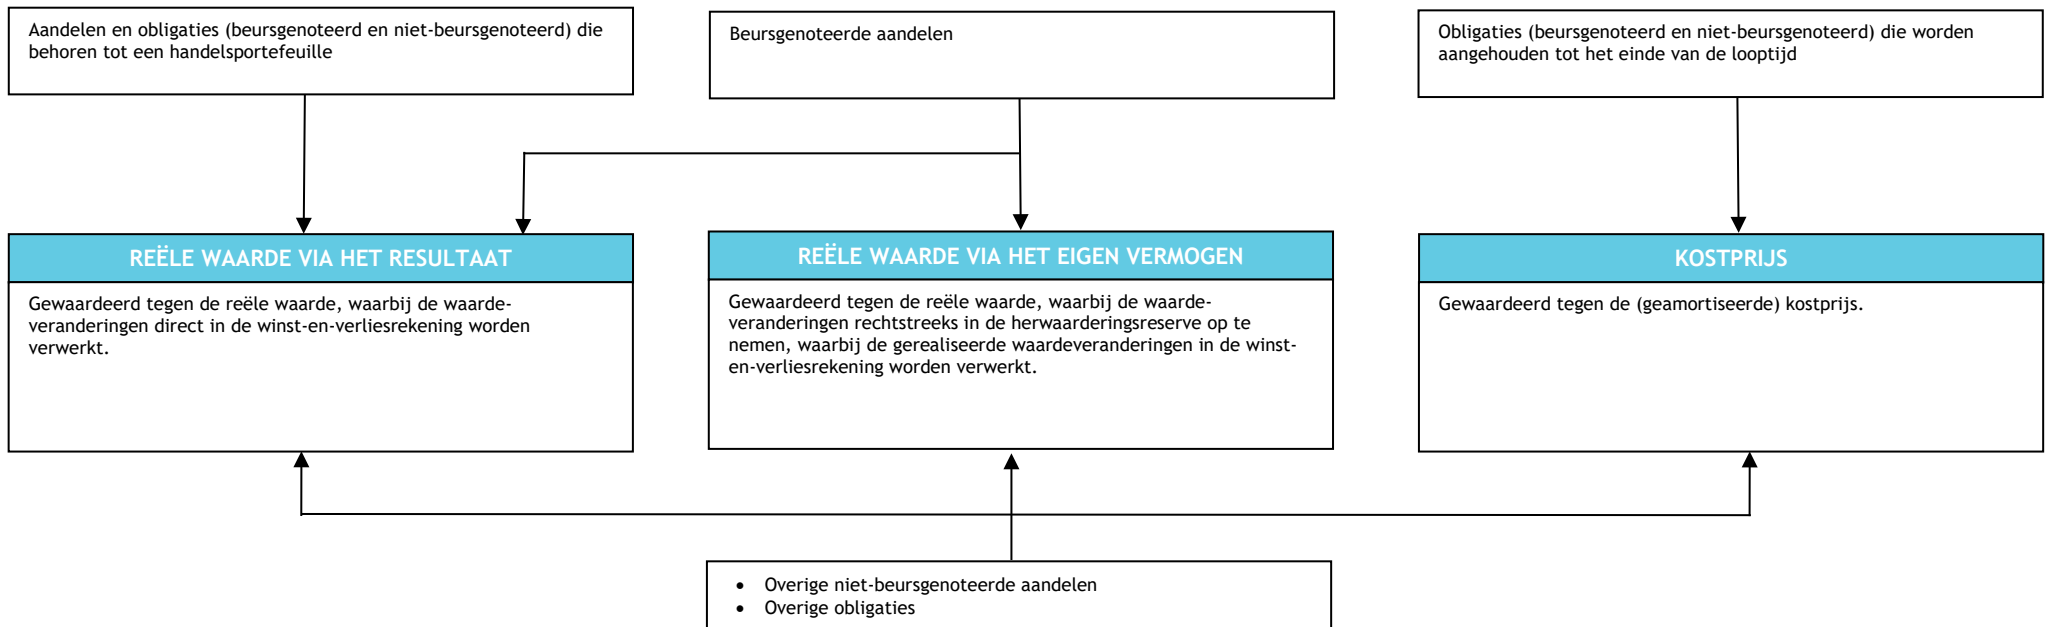 Aandelen en obligaties (beursgenoteerd en niet-beursgenoteerd) die
behoren tot een handelsportefeuille
Beursgenoteerde aandelen
Obligaties (beursgenoteerd en niet-beursgenoteerd) die worden
aangehouden tot het einde van de looptijd
REËLE WAARDE VIA HET RESULTAAT
Gewaardeerd tegen de reële waarde, waarbij de waarde-
veranderingen direct in de winst-en-verliesrekening worden
verwerkt.
REËLE WAARDE VIA HET EIGEN VERMOGEN
Gewaardeerd tegen de reële waarde, waarbij de waarde-
veranderingen rechtstreeks in de herwaarderingsreserve op te
nemen, waarbij de gerealiseerde waardeveranderingen in de winst-
en-verliesrekening worden verwerkt.
KOSTPRIJS
Gewaardeerd tegen de (geamortiseerde) kostprijs.
• Overige niet-beursgenoteerde aandelen
• Overige obligaties